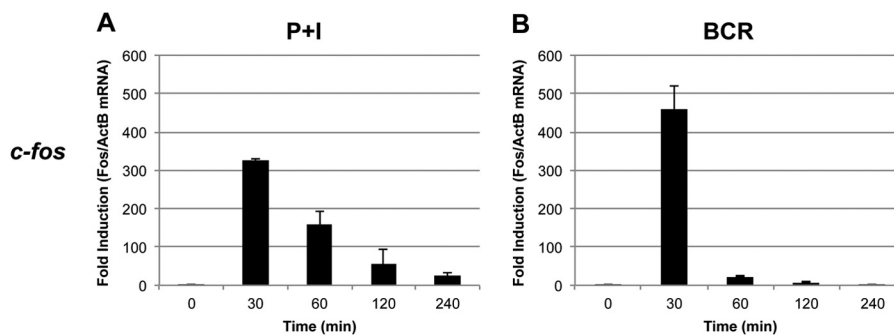 A
P+I
B
BCR
c-fos
Fold Induction (Fos/ActB mRNA)
600
500
400
300
200
100
0
0 30 60 120 240
Time (min)
Fold Induction (Fos/ActB mRNA)
600
500
400
300
200
100
0
0 30 60 120 240
Time (min)